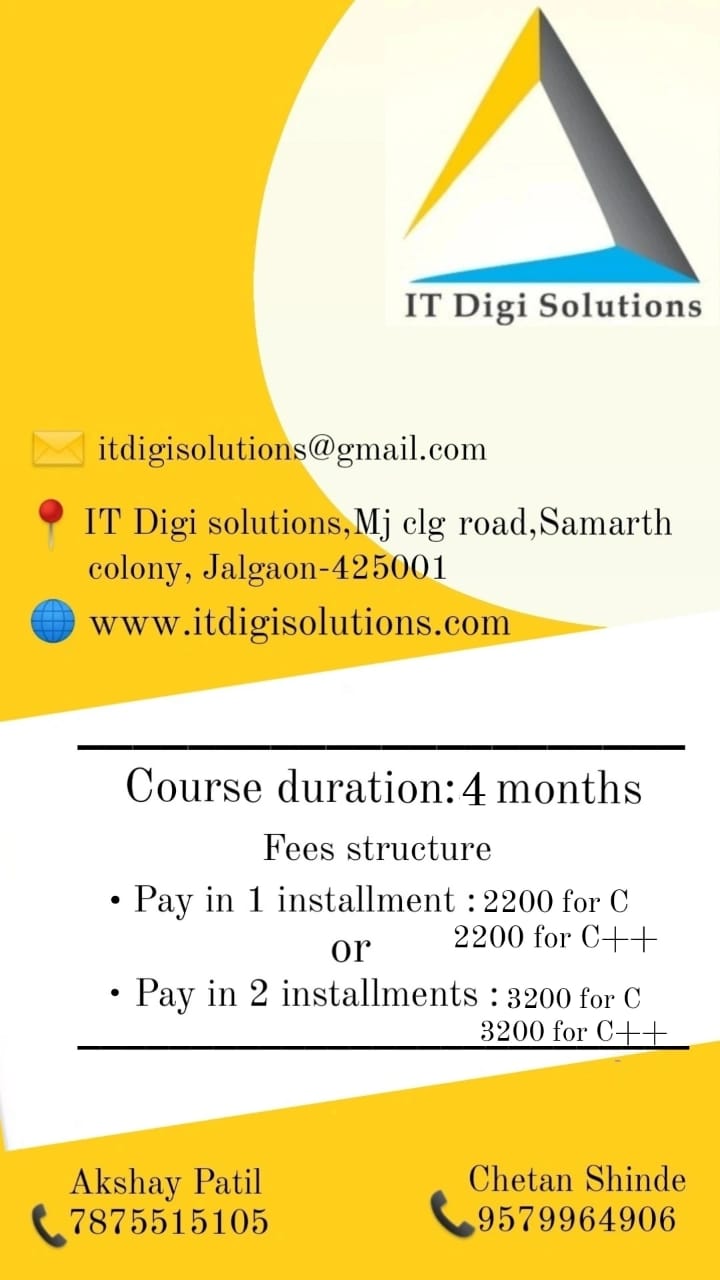 IT Digi Solutions
itdigisolutions@gmail.com
IT Digi solutions,Mj clg road,Samarth
colony, Jalgaon-425001
www.itdigisolutions.com
Course duration: 4 months
Fees structure
• Pay in 1 installment : 2200 for C
or 2200 for C++
• Pay in 2 installments : 3200 for C
3200 for C++
Akshay Patil
7875515105
Chetan Shinde
9579964906